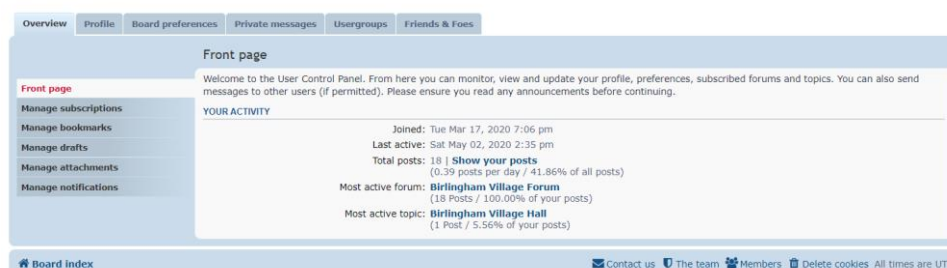 Overview Profile Board preferences Private messages Usergroups Friends & Foes
Front page
Welcome to the User Control Panel. From here you can monitor, view and update your profile, preferences, subscribed forums and topics. You can also send
messages to other users (if permitted). Please ensure you read any announcements before continuing.
Front page
Manage subscriptions
Manage bookmarks
Manage drafts
Manage attachments
Manage notifications
YOUR ACTIVITY
Joined: Tue Mar 17, 2020 7:06 pm
Last active: Sat May 02, 2020 2:35 pm
Total posts: 18 | Show your posts
(0.39 posts per day / 41.86% of all posts)
Most active forum: Birlingham Village Forum
(18 Posts / 100.00% of your posts)
Most active topic: Birlingham Village Hall
(1 Post / 5.56% of your posts)
Board index Contact us The team Members Delete cookies All times are UT